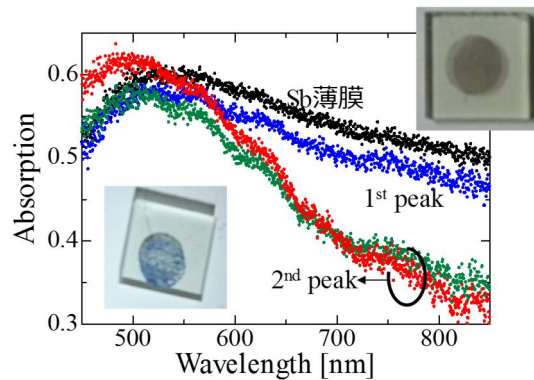 0.6
0.5
0.4
0.3
Absorption
Sb薄膜
1st peak
2nd peak
450
500
600
700
800
Wavelength [nm]